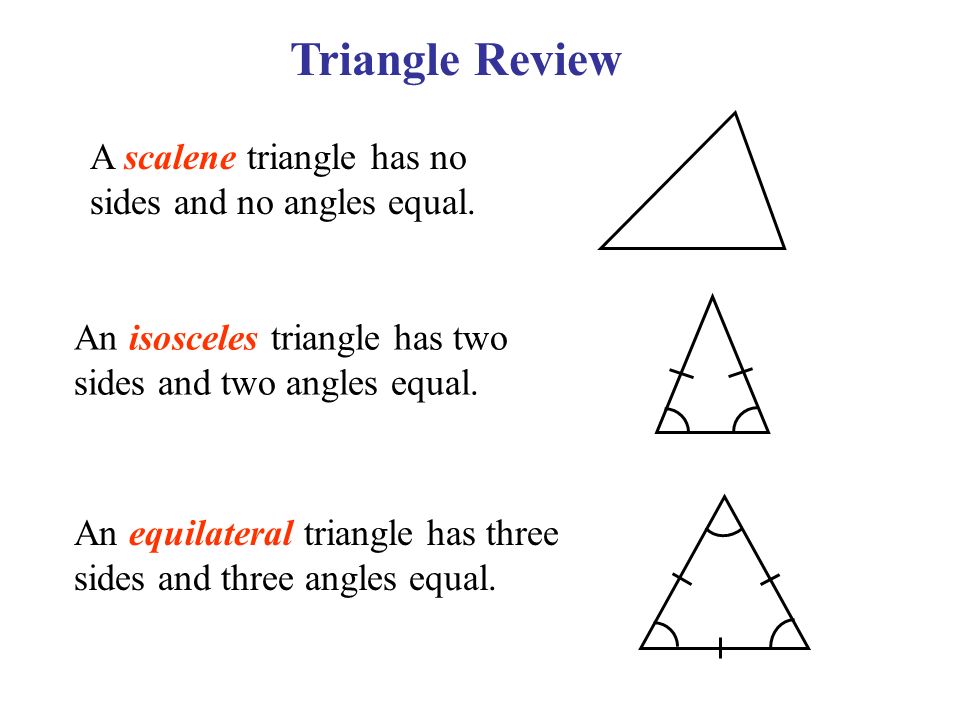 Triangle Review
A scalene triangle has no
sides and no angles equal.
An isosceles triangle has two
sides and two angles equal.
An equilateral triangle has three
sides and three angles equal.